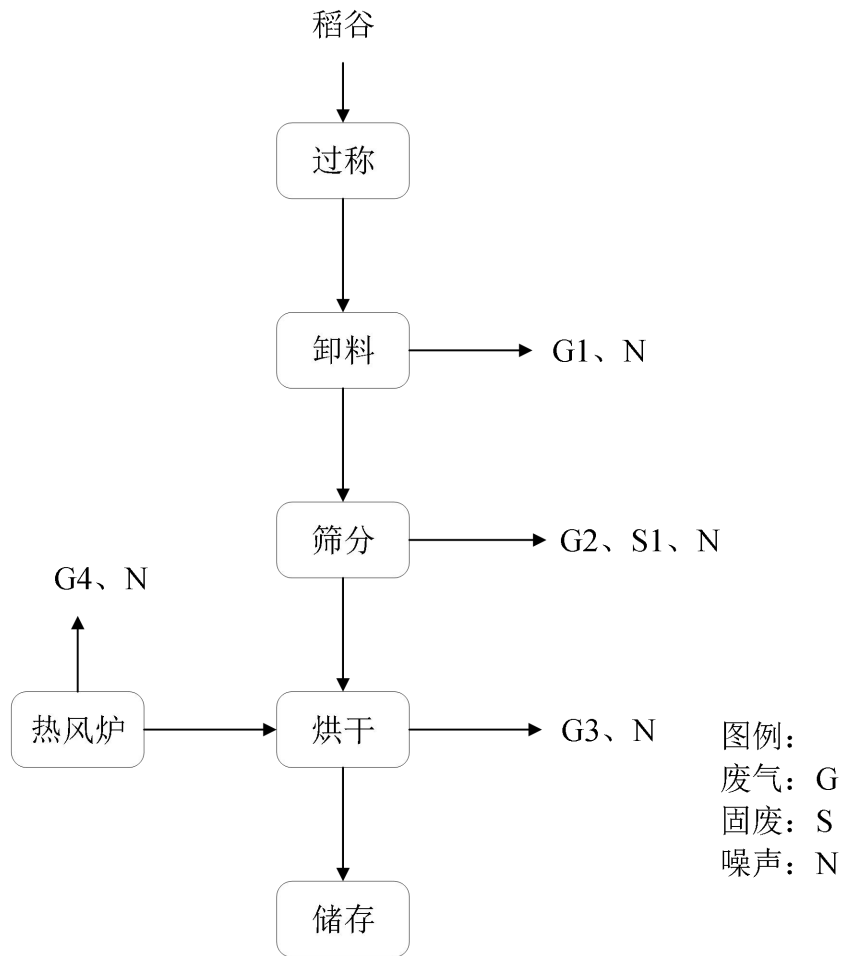 稻谷
过称
卸料
G1、N
筛分
G2、S1、N
G4、N
热风炉
烘干
G3、N
储存
图例：
废气：G
固废：S
噪声：N